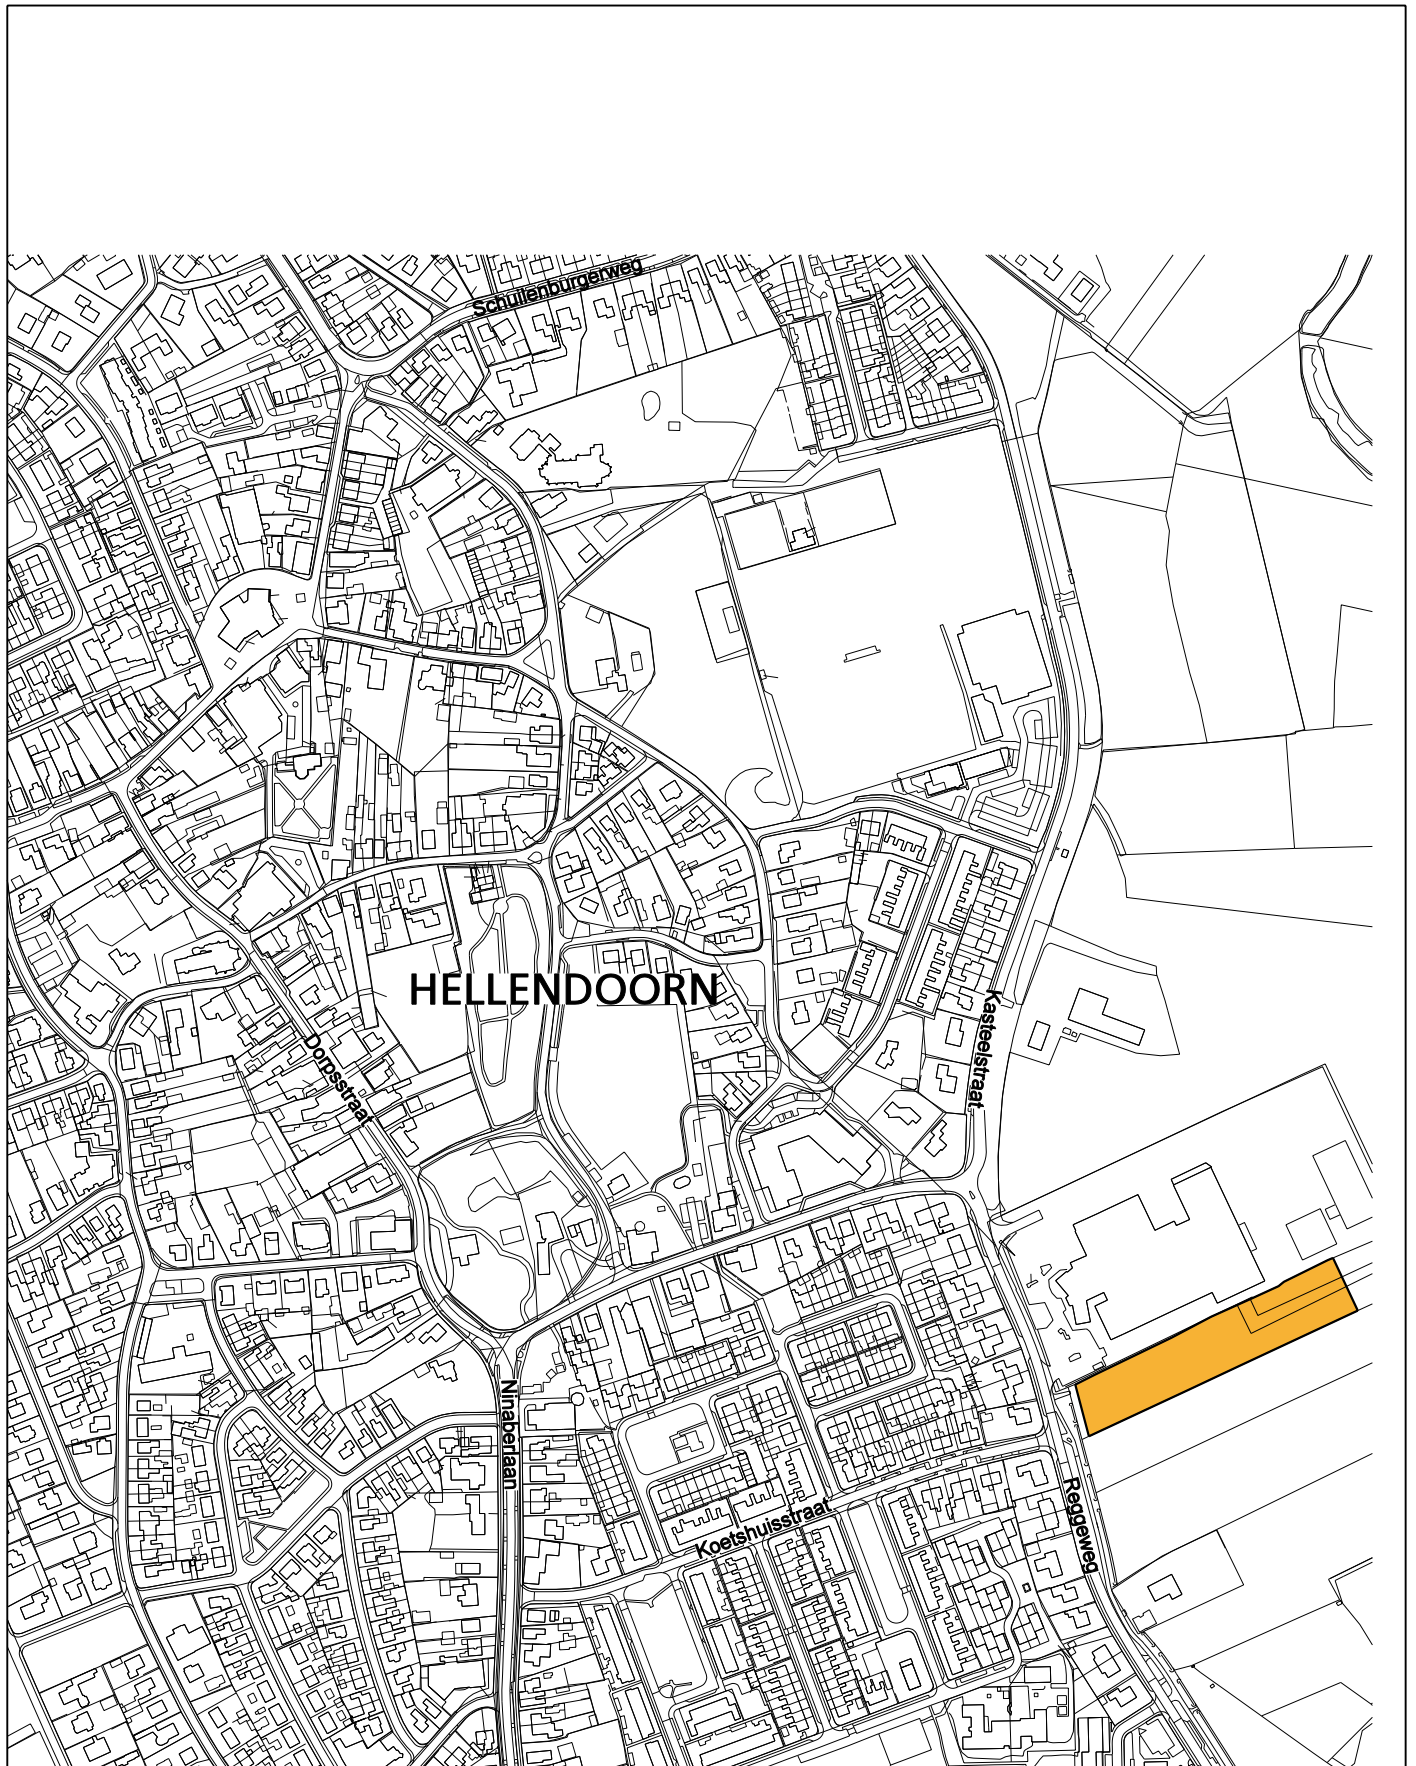 Schuilenburgerweg
HELLENDOORN
Kasteelstraat
Dorpsstraat
Ninaberlaan
Koetshuisstraat
Reggeweg